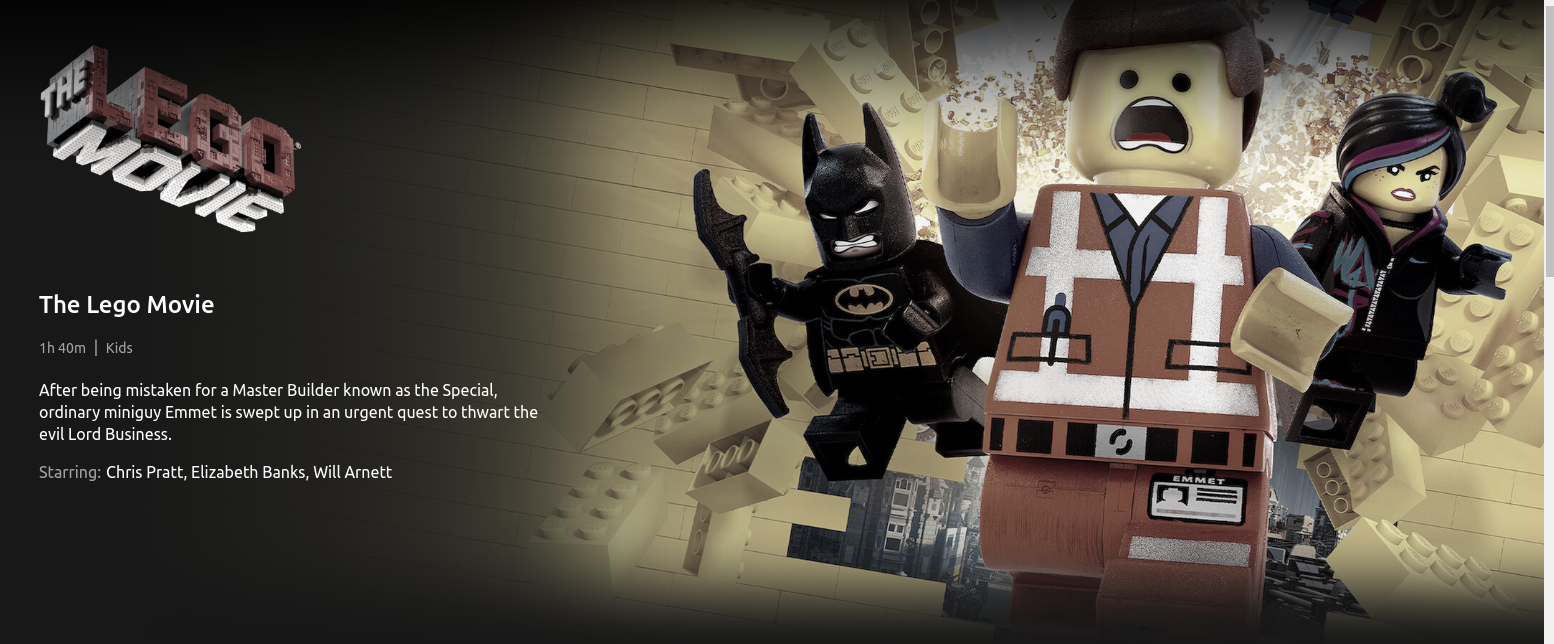 THE
LEGO
MOVIE
The Lego Movie
1h 40m | Kids
After being mistaken for a Master Builder known as the Special,
ordinary miniguy Emmet is swept up in an urgent quest to thwart the
evil Lord Business.
Starring: Chris Pratt, Elizabeth Banks, Will Arnett
EMMET